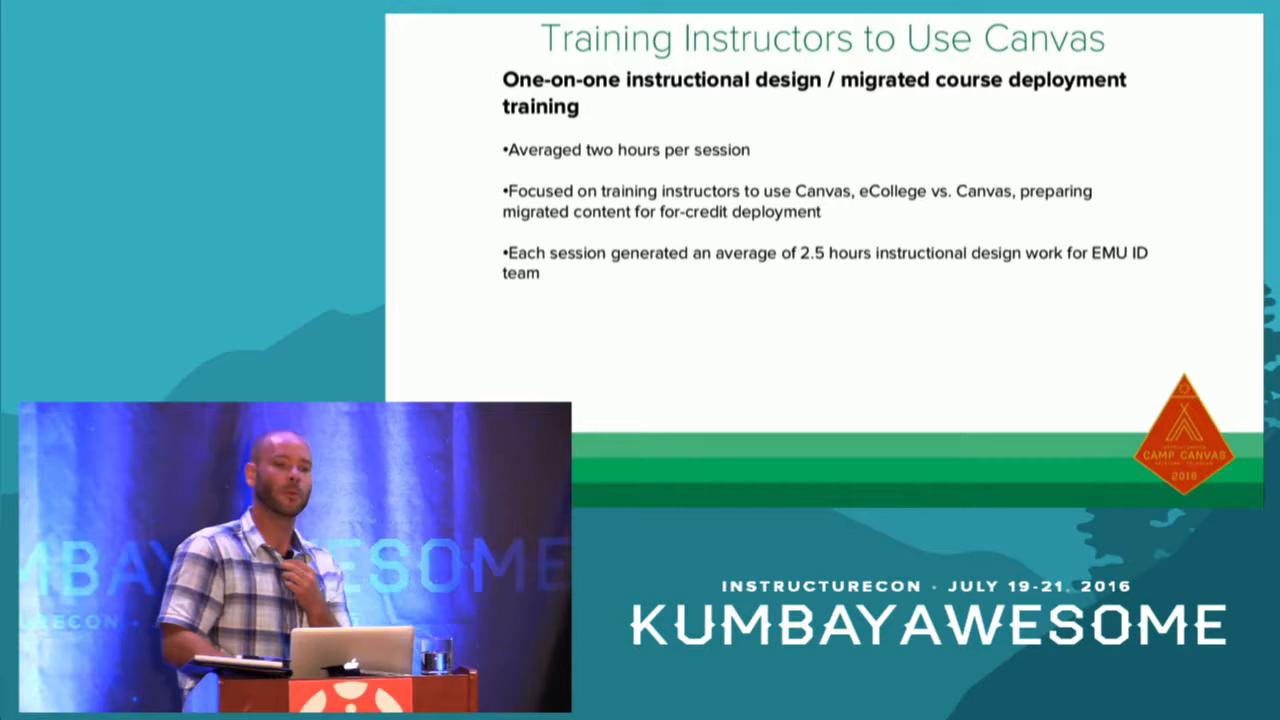 Training Instructors to Use Canvas
One-on-one instructional design / migrated course deployment
training
•Averaged two hours per session
•Focused on training instructors to use Canvas, eCollege vs. Canvas, preparing
migrated content for for-credit deployment
•Each session generated an average of 2.5 hours instructional design work for EMU ID
team
CAMP CANVAS
2016
MBAYAWESOME
RECON
INSTRUCTURECON · JULY 19-21, 2016
KUMBAYAWESOME